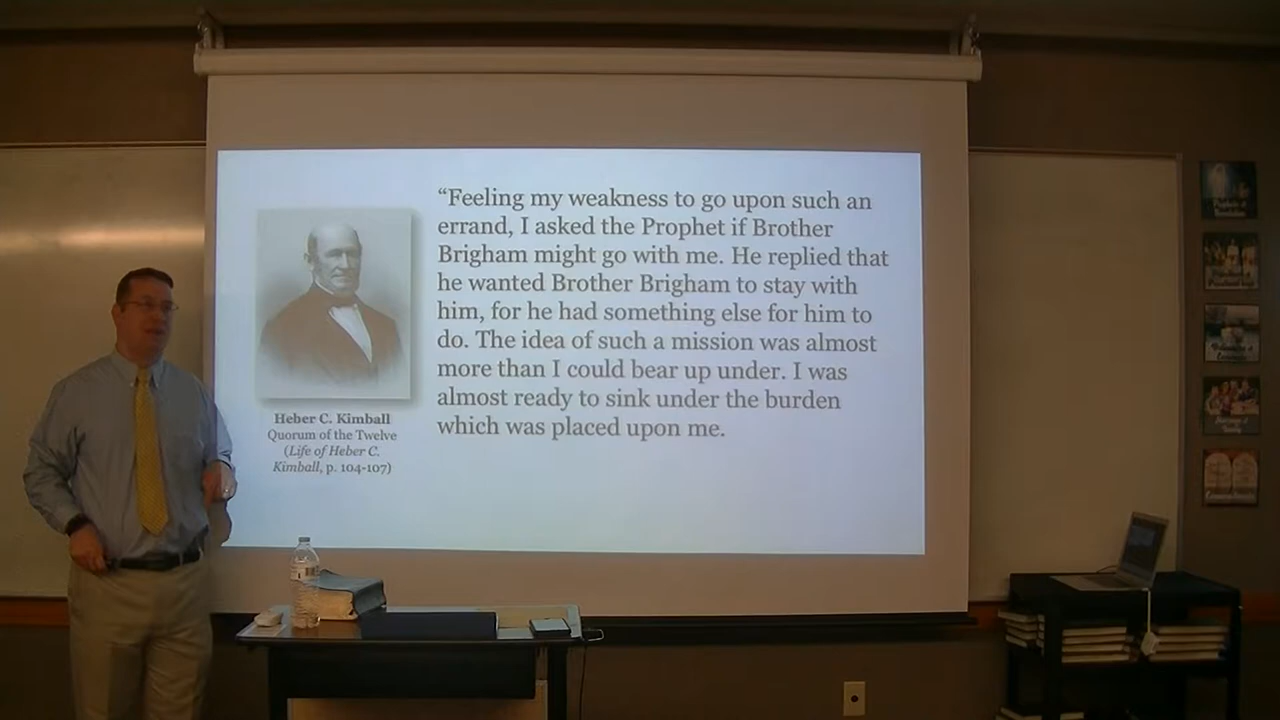 “Feeling my weakness to go upon such an
errand, I asked the Prophet if Brother
Brigham might go with me. He replied that
he wanted Brother Brigham to stay with
him, for he had something else for him to
do. The idea of such a mission was almost
more than I could bear up under. I was
almost ready to sink under the burden
which was placed upon me.
Heber C. Kimball
Quorum of the Twelve
(Life of Heber C.
Kimball, p. 104-107)